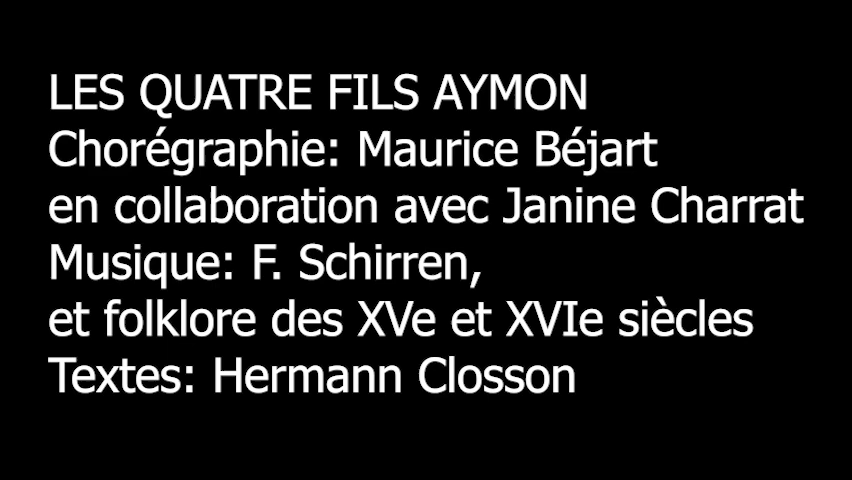 LES QUATRE FILS AYMON
Chorégraphie: Maurice Béjart
en collaboration avec Janine Charrat
Musique: F. Schirren,
et folklore des XVe et XVIe siècles
Textes: Hermann Closson